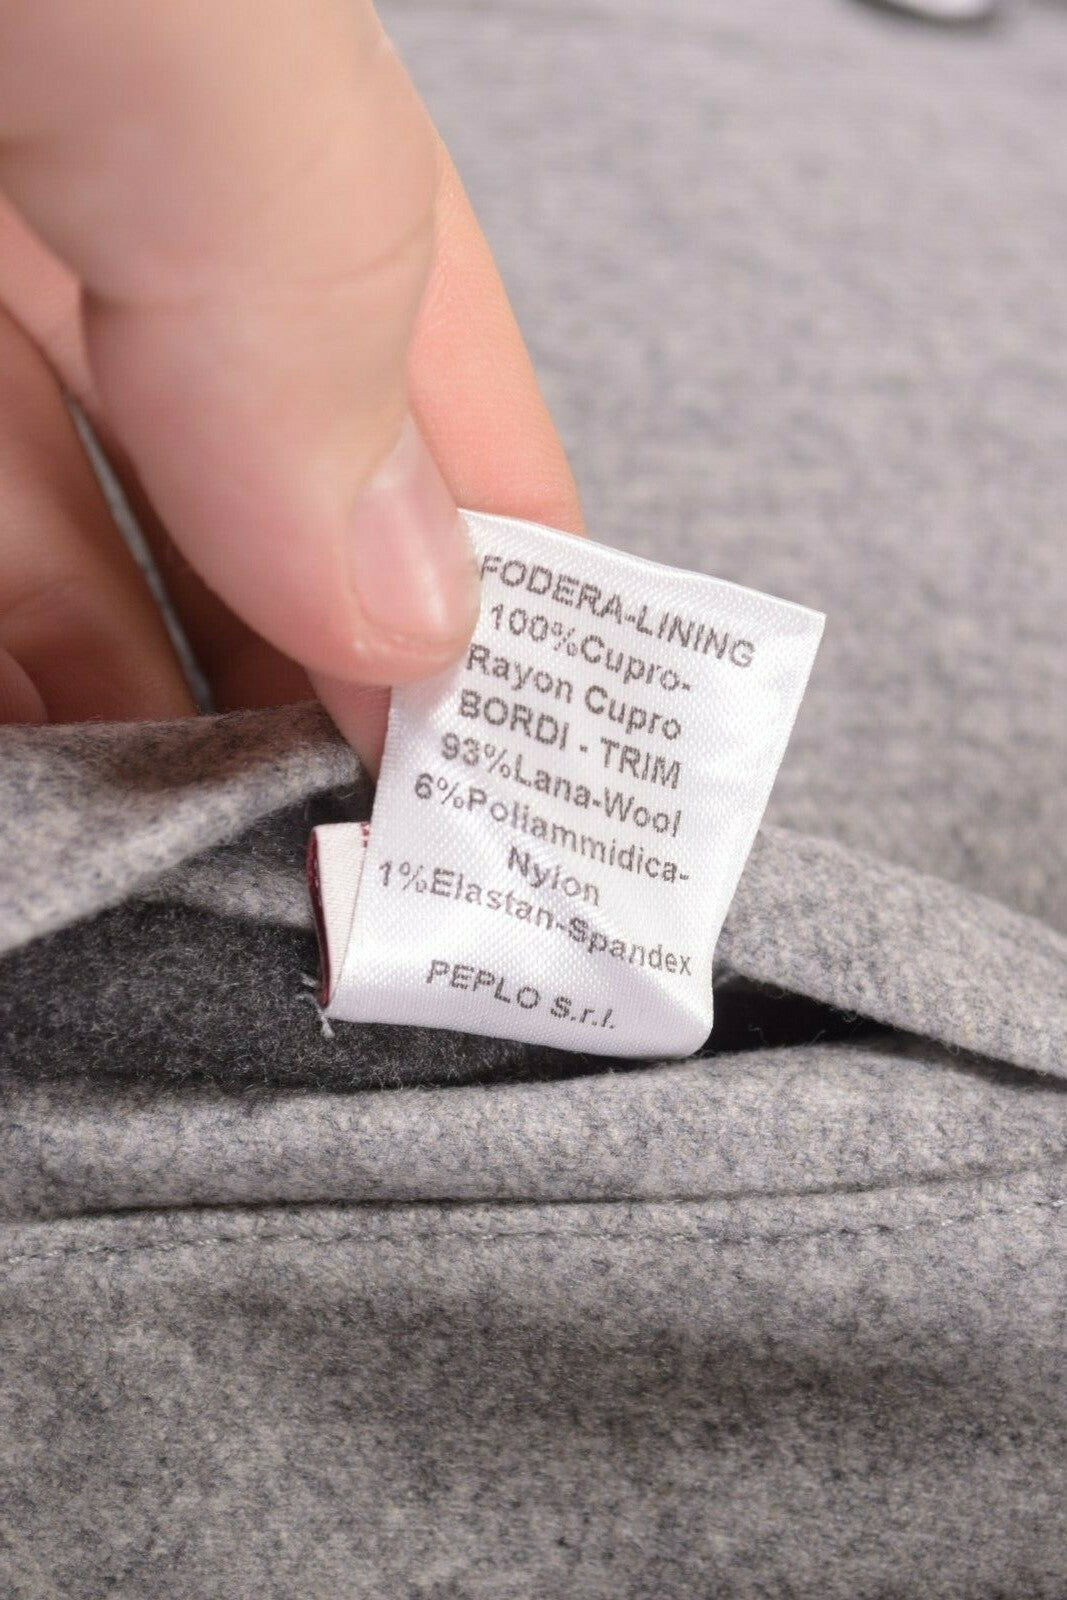 FODERA-LINING
100%Cupro-
Rayon Cupro
BORDI - TRIM
93%Lana-Wool
6%Poliammidica-
Nylon
1%Elastan-Spandex
PEPLO S.r.l.